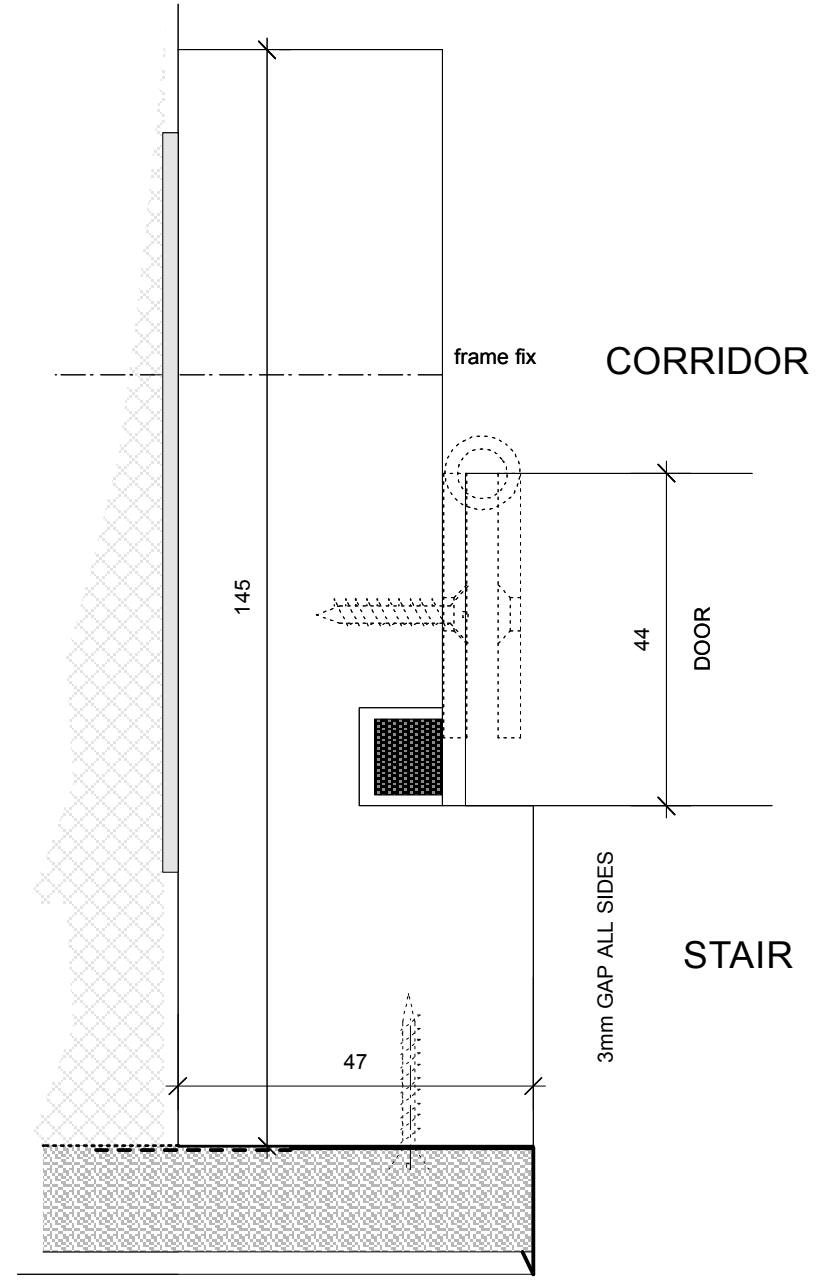 frame fix
CORRIDOR
145
44
DOOR
3mm GAP ALL SIDES
STAIR
47